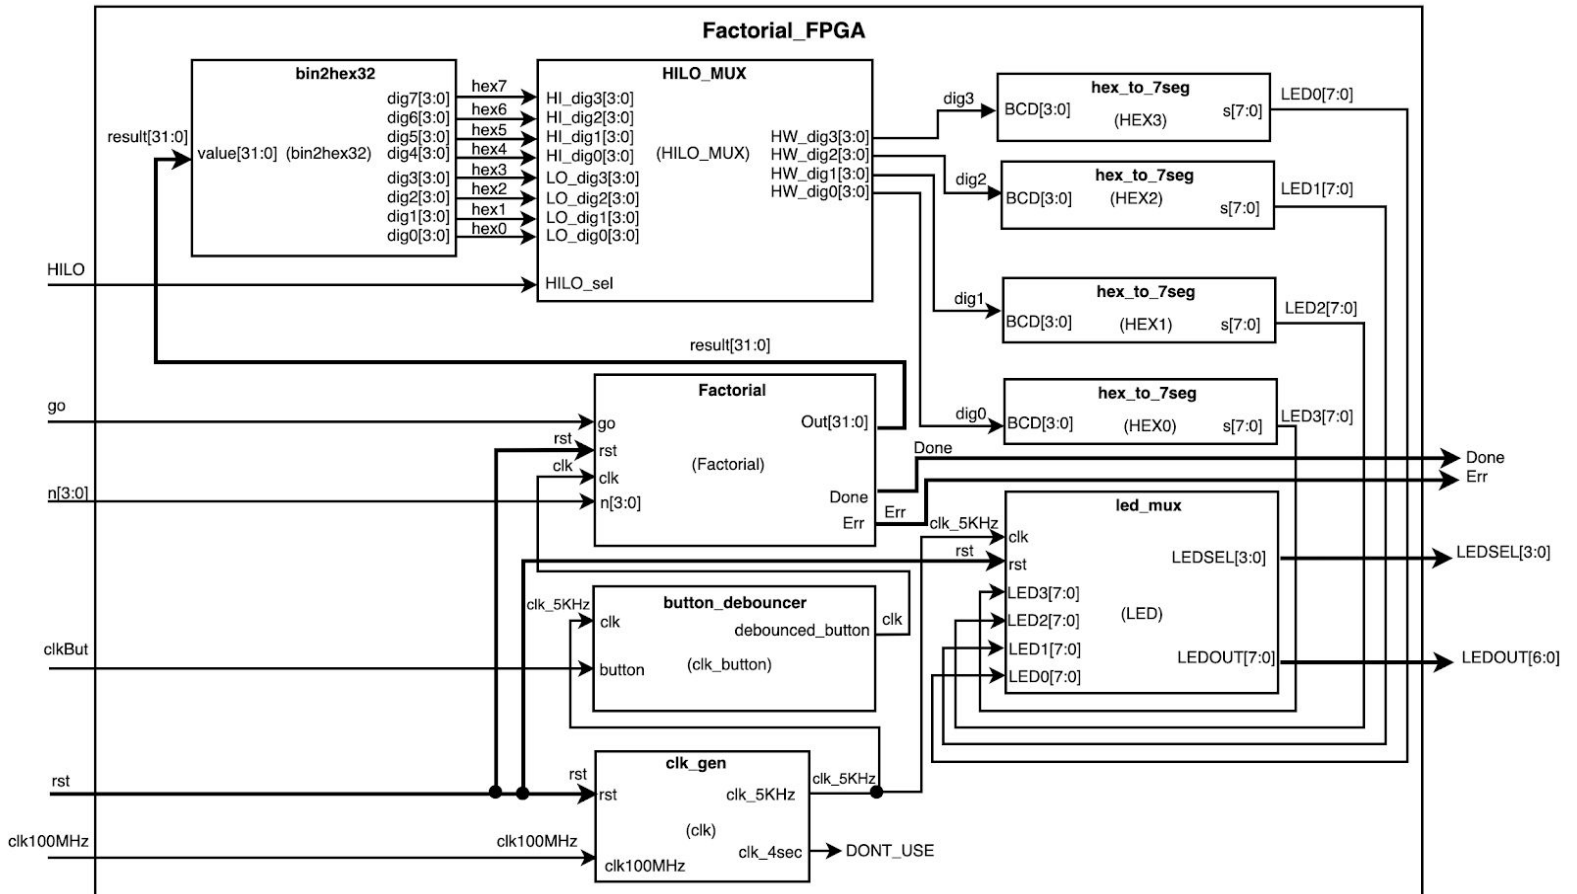 Factorial_FPGA
bin2hex32
result[31:0]
value[31:0] (bin2hex32)
dig7[3:0]
dig6[3:0]
dig5[3:0]
dig4[3:0]
dig3[3:0]
dig2[3:0]
dig1[3:0]
dig0[3:0]
hex7
hex6
hex5
hex4
hex3
hex2
hex1
hex0
HILO_MUX
HI_dig3[3:0]
HI_dig2[3:0]
HI_dig1[3:0]
HI_dig0[3:0]
LO_dig3[3:0]
LO_dig2[3:0]
LO_dig1[3:0]
LO_dig0[3:0]
(HILO_MUX)
HW_dig3[3:0]
HW_dig2[3:0]
HW_dig1[3:0]
HW_dig0[3:0]
HILO
HILO_sel
dig3
hex_to_7seg
BCD[3:0]
(HEX3)
s[7:0]
LED0[7:0]
dig2
hex_to_7seg
BCD[3:0]
(HEX2)
s[7:0]
LED1[7:0]
dig1
hex_to_7seg
BCD[3:0]
(HEX1)
s[7:0]
LED2[7:0]
dig0
hex_to_7seg
BCD[3:0]
(HEX0)
s[7:0]
LED3[7:0]
result[31:0]
Factorial
go
go
rst
rst
clk
clk
n[3:0]
n[3:0]
(Factorial)
Out[31:0]
Done
Err
Done
Err
Done
Err
led_mux
clk_5KHz
clk
rst
rst
LED3[7:0]
LED2[7:0]
LED1[7:0]
LED0[7:0]
(LED)
LEDSEL[3:0]
LEDOUT[7:0]
LEDSEL[3:0]
LEDOUT[6:0]
button_debouncer
clk_5KHz
clk
debounced_button
clk
clkBut
button
(clk_button)
clk_gen
rst
rst
rst
clk_5KHz
clk_5KHz
(clk)
clk100MHz
clk100MHz
clk100MHz
clk_4sec
DONT_USE